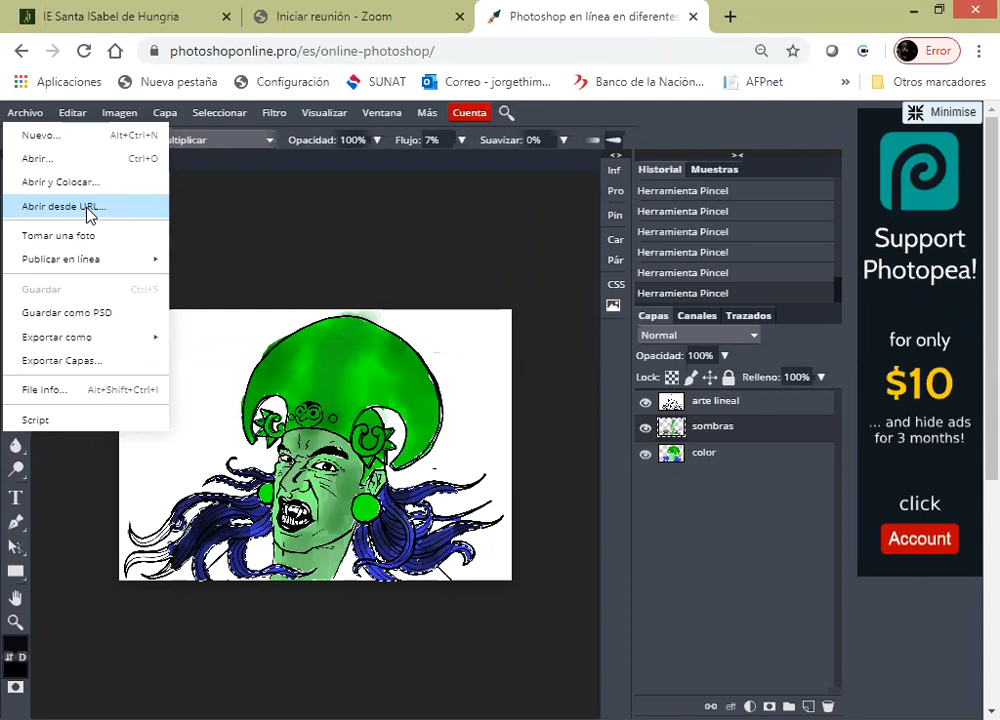 IE Santa ISabel de Hungria
Iniciar reunión - Zoom
Photoshop en línea en diferentes
photoshoponline.pro/es/online-photoshop/
Error
Aplicaciones
Nueva pestaña
Configuración
SUNAT
Correo - jorgethim...
Banco de la Nación...
AFPnet
»
Otros marcadores
Archivo Editar Imagen Capa Seleccionar Filtro Visualizar Ventana Más Cuenta
Minimise
ultiplicar Opacidad: 100% Flujo: 7% Suavizar: 0%
Nuevo... Alt+Ctrl+N
Abrir... Ctrl+O
Abrir y Colocar...
Abrir desde URL...
Tomar una foto
Publicar en línea
Guardar Ctrl+S
Guardar como PSD
Exportar como
Exportar Capas...
File Info... Alt+Shift+Ctrl+I
Script
T
D
<>
Inf
Pro
Pin
Car
Pár
CSS
><
Historial Muestras
Herramienta Pincel
Herramienta Pincel
Herramienta Pincel
Herramienta Pincel
Herramienta Pincel
Herramienta Pincel
Capas Canales Trazados
Normal
Opacidad: 100%
Lock: Relleno: 100%
arte lineal
sombras
color
eff
Support
Photopea!
for only
$10
... and hide ads
for 3 months!
click
Account